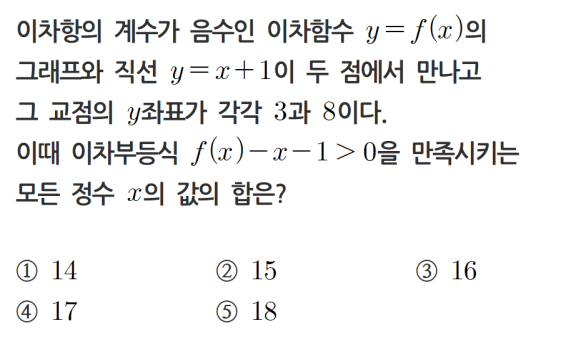 이차항의 계수가 음수인 이차함수 y=f(x)의
그래프와 직선 y=x+1이 두 점에서 만나고
그 교점의 y좌표가 각각 3과 8이다.
이때 이차부등식 f(x)-x-1>0을 만족시키는
모든 정수 x의 값의 합은?
① 14 ② 15 ③ 16
④ 17 ⑤ 18